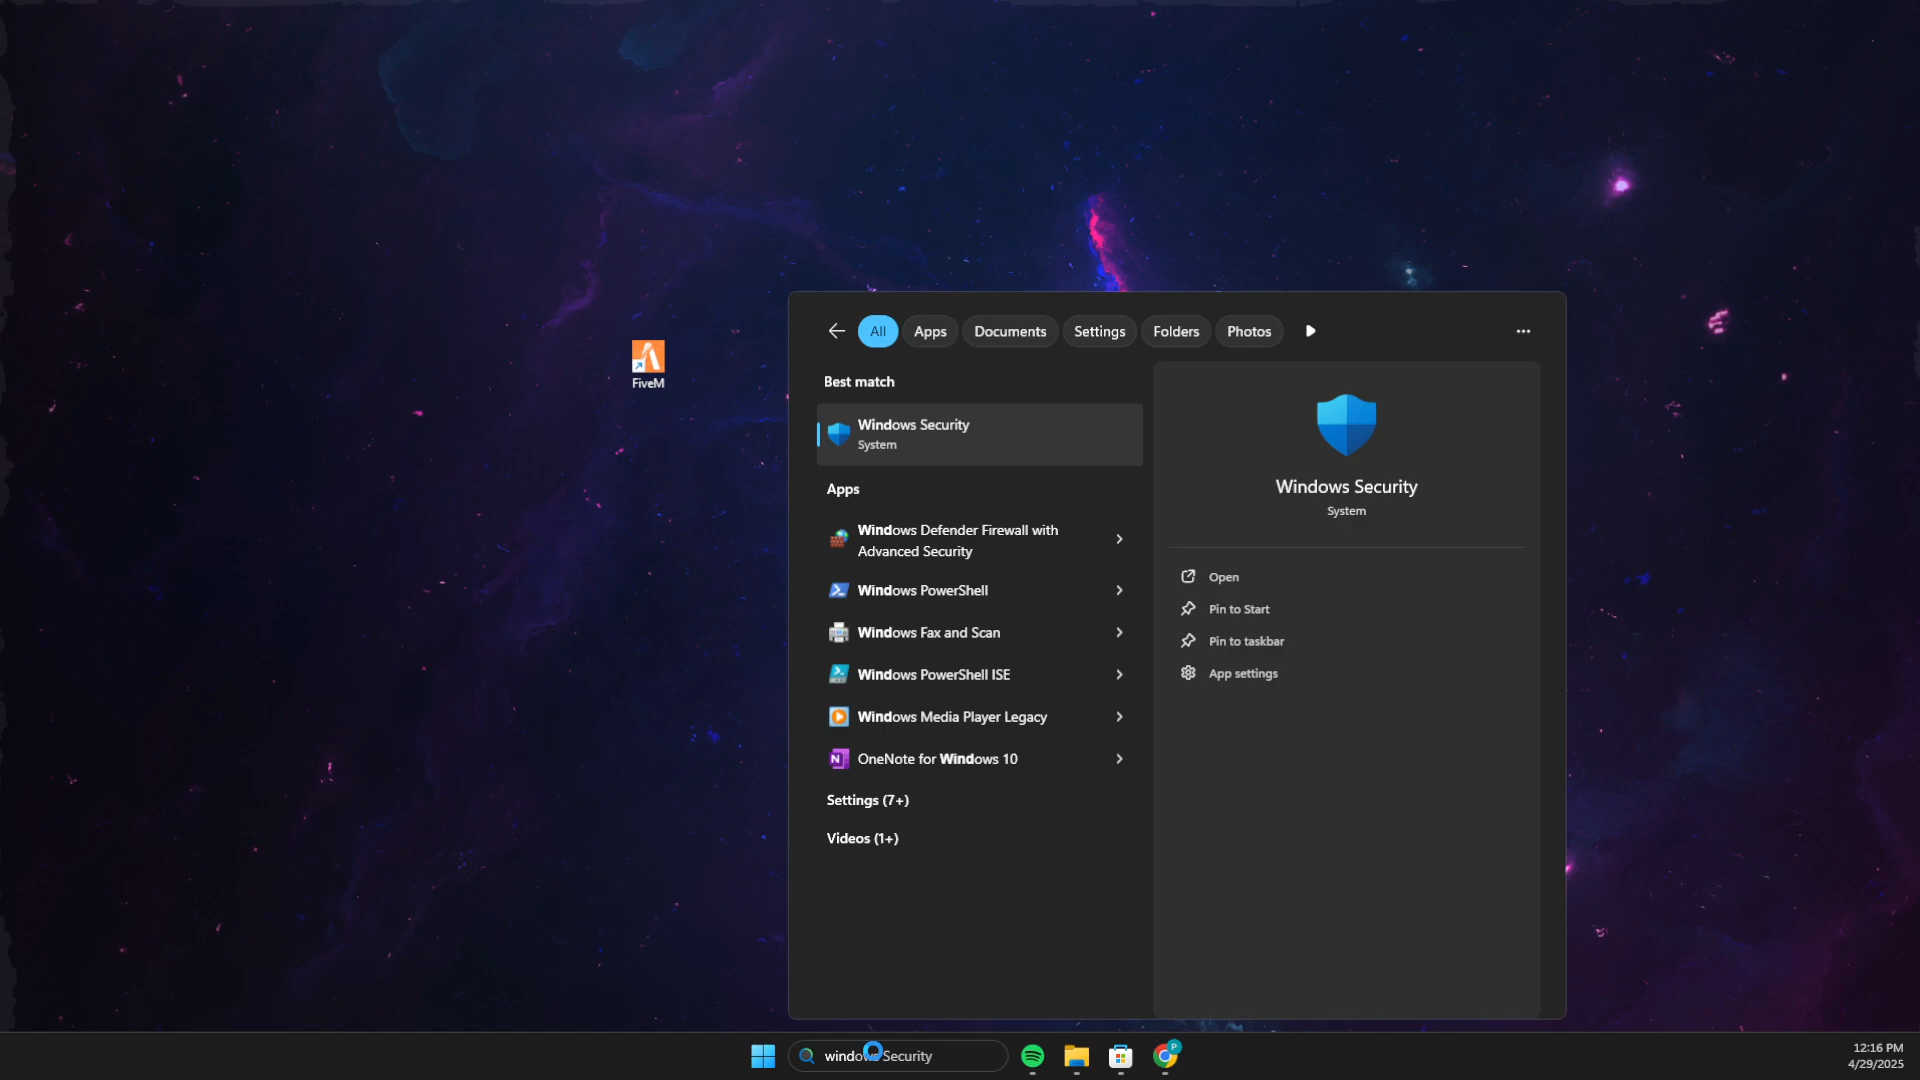 FiveM
All
Apps
Documents
Settings
Folders
Photos
Best match
Windows Security
System
Apps
Windows Defender Firewall with
Advanced Security
Windows PowerShell
Windows Fax and Scan
Windows PowerShell ISE
Windows Media Player Legacy
OneNote for Windows 10
Settings (7+)
Videos (1+)
Windows Security
System
Open
Pin to Start
Pin to taskbar
App settings
windows Security
P
12:16 PM
4/29/2025